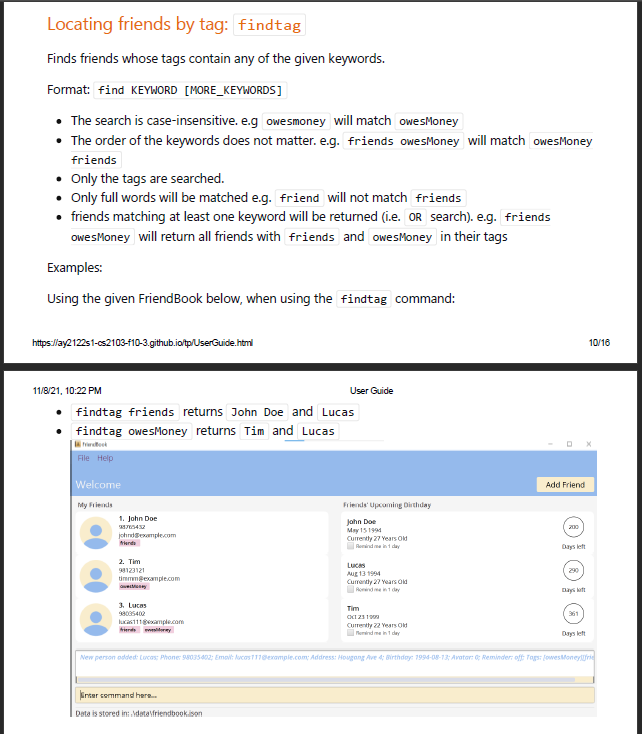 Locating friends by tag: findtag
Finds friends whose tags contain any of the given keywords.
Format: find KEYWORD [MORE_KEYWORDS]
• The search is case-insensitive. e.g owesmoney will match owesMoney
• The order of the keywords does not matter. e.g. friends owesMoney will match owesMoney
friends
• Only the tags are searched.
• Only full words will be matched e.g. friend will not match friends
• friends matching at least one keyword will be returned (i.e. OR search). e.g. friends
owesMoney will return all friends with friends and owesMoney in their tags
Examples:
Using the given FriendBook below, when using the findtag command:
https://ay2122s1-cs2103-f10-3.github.io/tp/UserGuide.html 10/16
11/8/21, 10:22 PM User Guide
• findtag friends returns John Doe and Lucas
• findtag owesMoney returns Tim and Lucas
FriendBook
File Help
Welcome Add Friend
My Friends
1. John Doe
98765432
johnd@example.com
friends
2. Tim
98123121
timmm@example.com
owesMoney
3. Lucas
98035402
lucas111@example.com
friends owesMoney
Friends' Upcoming Birthday
John Doe
May 15 1994
Currently 27 Years Old
Remind me in 1 day
200
Days left
Lucas
Aug 13 1994
Currently 27 Years Old
Remind me in 1 day
290
Days left
Tim
Oct 23 1999
Currently 22 Years Old
Remind me in 1 day
361
Days left
New person added: Lucas; Phone: 98035402; Email: lucas111@example.com; Address: Hougang Ave 4; Birthday: 1994-08-13; Avatar: 0; Reminder: off; Tags: [owesMoney][frie
Enter command here...
Data is stored in: .\data\friendbook.json